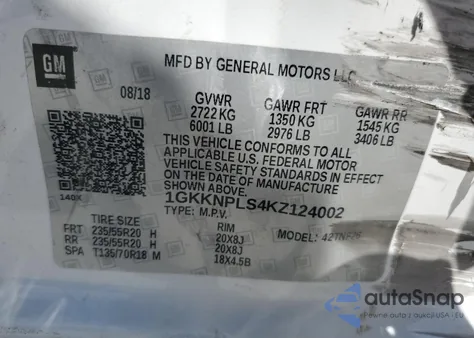 GM
MFD BY GENERAL MOTORS LLC
08/18
GVWR GAWR FRT GAWR RR
2722 KG 1350 KG 1545 KG
6001 LB 2976 LB 3406 LB
THIS VEHICLE CONFORMS TO ALL
APPLICABLE U.S. FEDERAL MOTOR
VEHICLE SAFETY STANDARDS IN EFFECT
ON THE DATE OF MANUFACTURE
SHOWN ABOVE.
1GKKNPLS4KZ124002
140X
TYPE: M.P.V.
TIRE SIZE RIM MODEL:
FRT 235/55R20 H 20X8J
RR 235/55R20 H 20X8J
SPA T135/70R18 M 18X4.5B
autoSnap